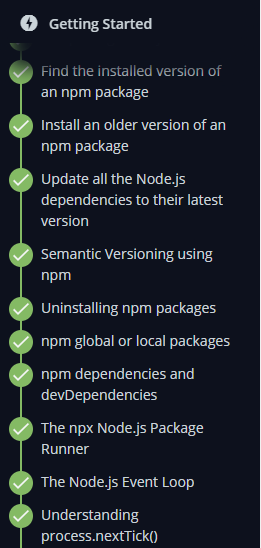 Getting Started
Find the installed version of
an npm package
Install an older version of an
npm package
Update all the Node.js
dependencies to their latest
version
Semantic Versioning using
npm
Uninstalling npm packages
npm global or local packages
npm dependencies and
devDependencies
The npx Node.js Package
Runner
The Node.js Event Loop
Understanding
process.nextTick()